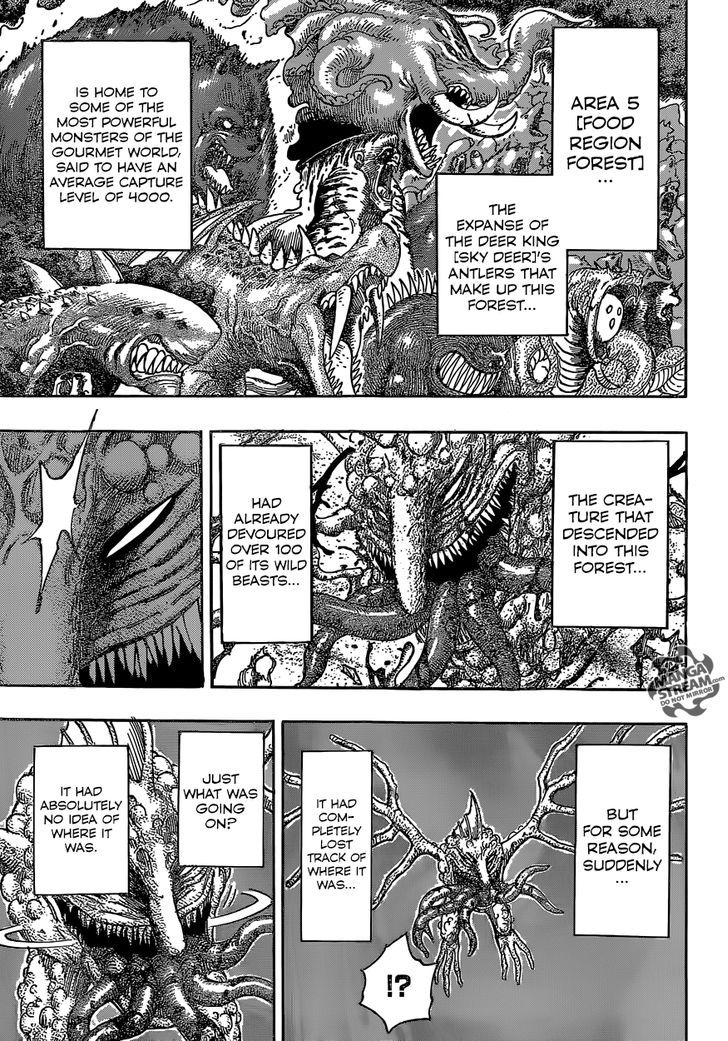 AREA 5
[FOOD
REGION
FOREST]
...
THE
EXPANSE OF
THE DEER KING
[SKY DEER]'S
ANTLERS THAT
MAKE UP THIS
FOREST...
IS HOME TO
SOME OF THE
MOST POWERFUL
MONSTERS OF THE
GOURMET WORLD,
SAID TO HAVE AN
AVERAGE CAPTURE
LEVEL OF 4000.
THE CREA-
TURE THAT
DESCENDED
INTO THIS
FOREST...
HAD
ALREADY
DEVOURED
OVER 100
OF ITS WILD
BEASTS...
MANGA
STREAM.com
DO NOT MIRROR
BUT
FOR SOME
REASON,
SUDDENLY
...
IT HAD
COM-
PLETELY
LOST
TRACK OF
WHERE IT
WAS...
!?
JUST
WHAT WAS
GOING
ON?
IT HAD
ABSOLUTELY
NO IDEA OF
WHERE IT
WAS.